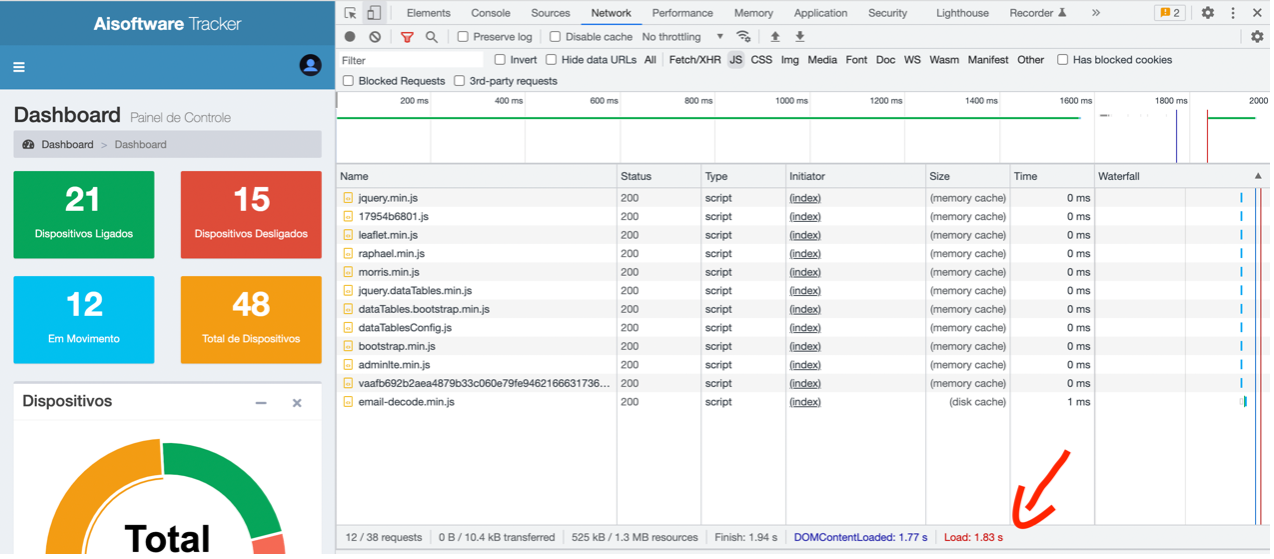 Aisoftware Tracker
Dashboard Painel de Controle
Dashboard > Dashboard
21
Dispositivos Ligados
15
Dispositivos Desligados
12
Em Movimento
48
Total de Dispositivos
Dispositivos
Total
Elements Console Sources Network Performance Memory Application Security Lighthouse Recorder » 2
Preserve log Disable cache No throttling
Filter Invert Hide data URLs All Fetch/XHR JS CSS Img Media Font Doc WS Wasm Manifest Other Has blocked cookies
Blocked Requests 3rd-party requests
200 ms 400 ms 600 ms 800 ms 1000 ms 1200 ms 1400 ms 1600 ms 1800 ms 2000
Name Status Type Initiator Size Time Waterfall
jquery.min.js 200 script (index) (memory cache) 0 ms
17954b6801.js 200 script (index) (memory cache) 0 ms
leaflet.min.js 200 script (index) (memory cache) 0 ms
raphael.min.js 200 script (index) (memory cache) 0 ms
morris.min.js 200 script (index) (memory cache) 0 ms
jquery.dataTables.min.js 200 script (index) (memory cache) 0 ms
dataTables.bootstrap.min.js 200 script (index) (memory cache) 0 ms
dataTablesConfig.js 200 script (index) (memory cache) 0 ms
bootstrap.min.js 200 script (index) (memory cache) 0 ms
adminlte.min.js 200 script (index) (memory cache) 0 ms
vaafb692b2aea4879b33c060e79fe9462166631736... 200 script (index) (memory cache) 0 ms
email-decode.min.js 200 script (index) (disk cache) 1 ms
12 / 38 requests 0 B / 10.4 kB transferred 525 kB / 1.3 MB resources Finish: 1.94 s DOMContentLoaded: 1.77 s Load: 1.83 s